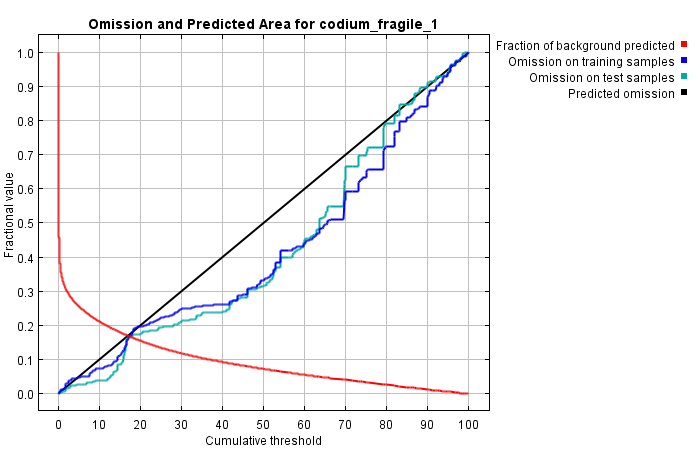 Omission and Predicted Area for codium_fragile_1
Fraction of background predicted
Omission on training samples
Omission on test samples
Predicted omission
Fractional value
1.0
0.9
0.8
0.7
0.6
0.5
0.4
0.3
0.2
0.1
0.0
0 10 20 30 40 50 60 70 80 90 100
Cumulative threshold